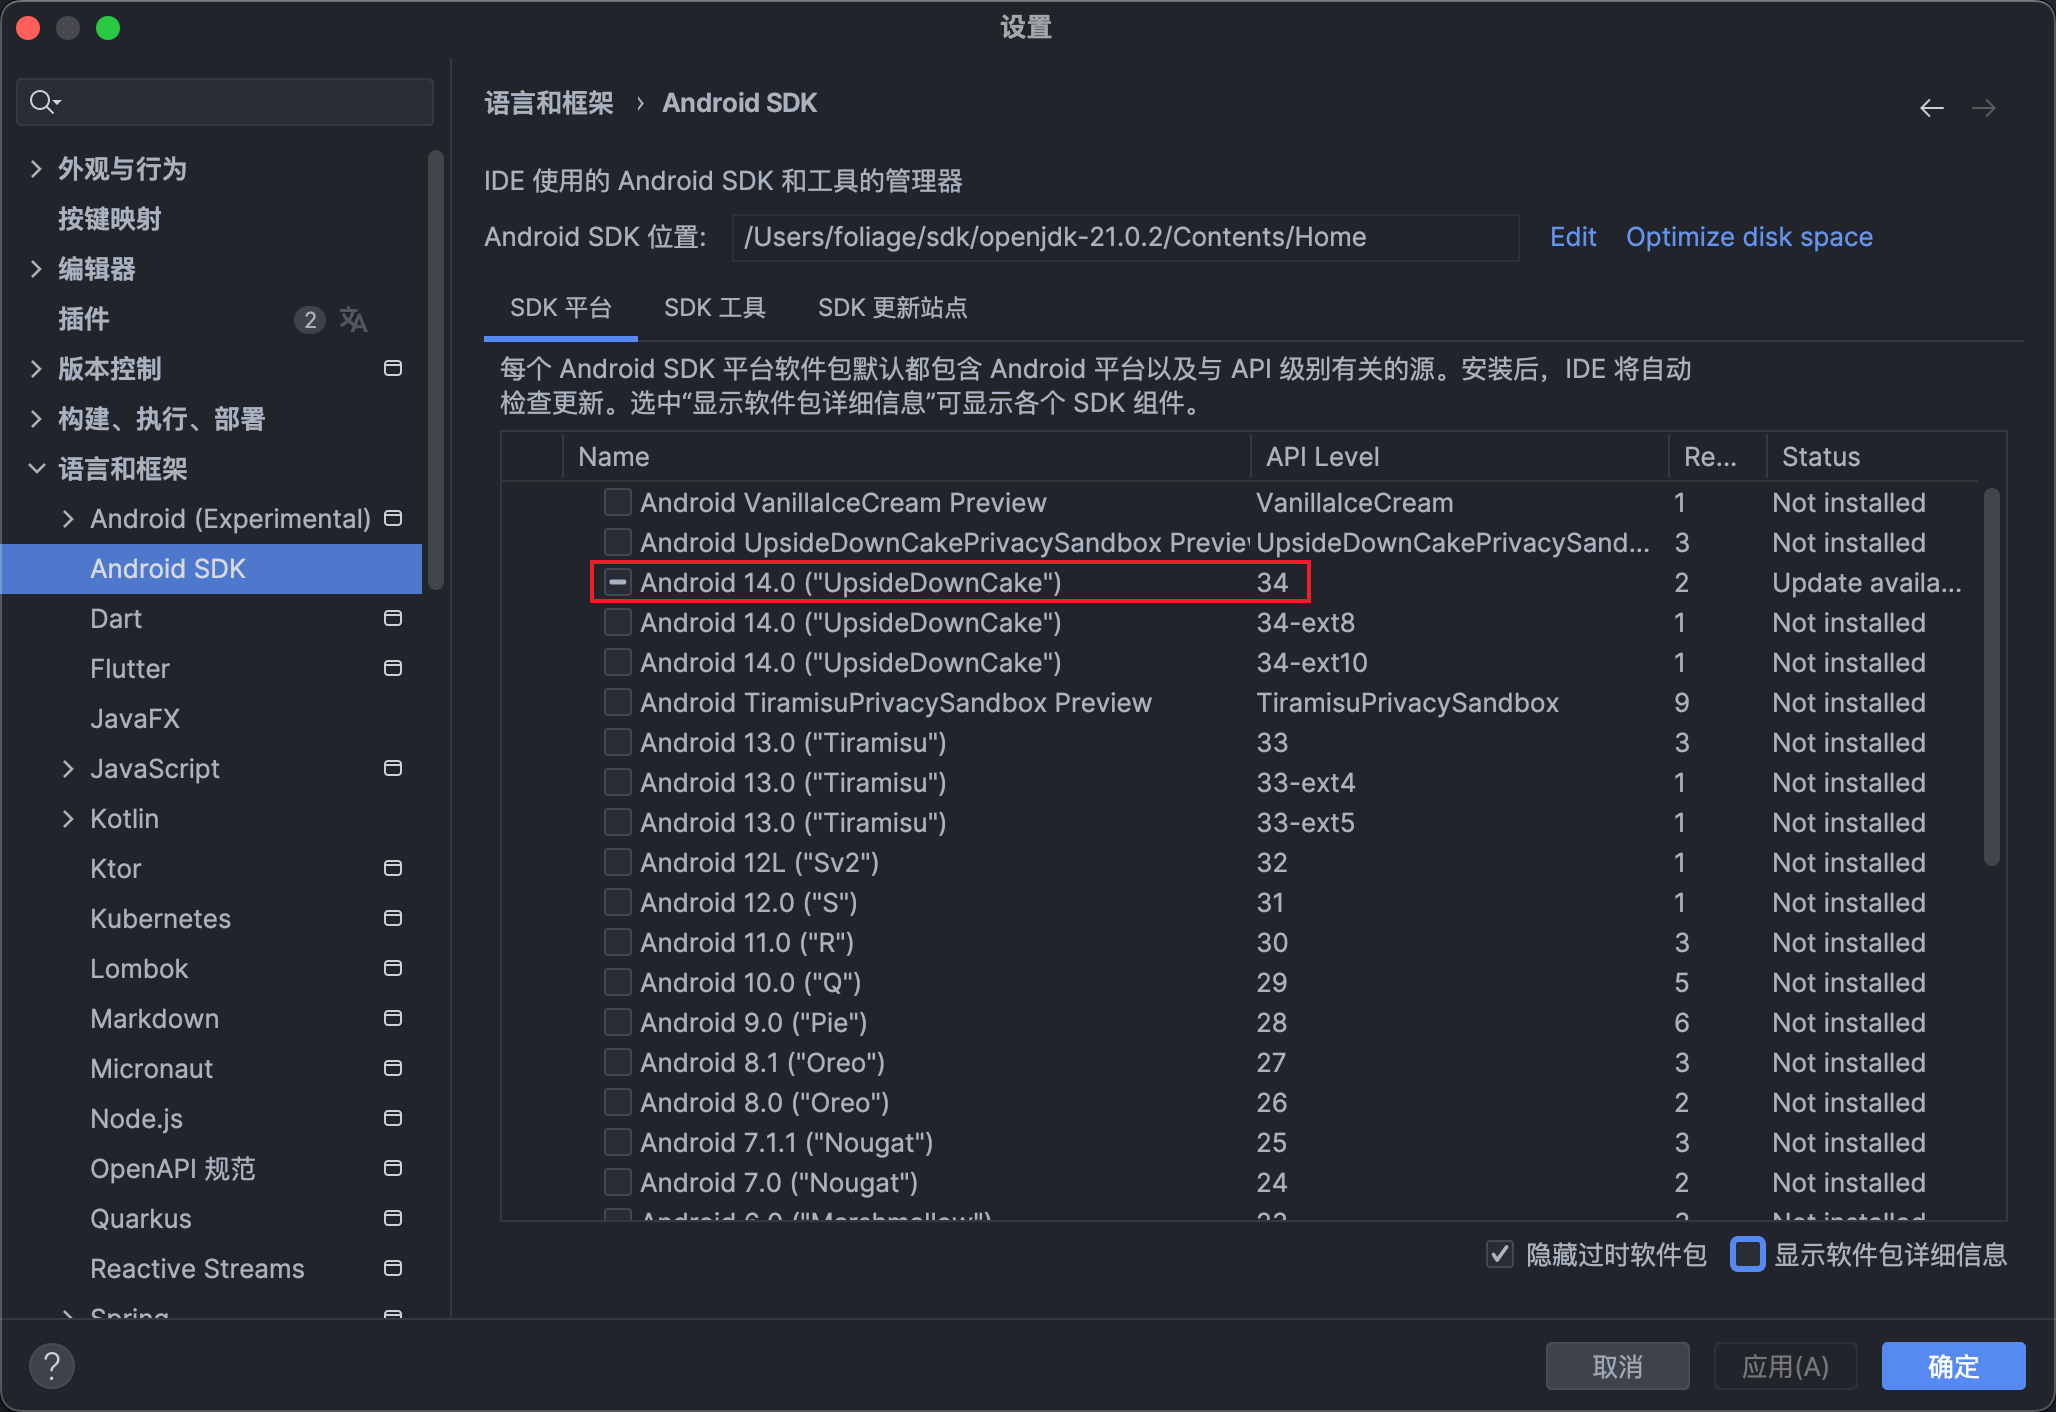 设置
外观与行为
按键映射
编辑器
插件
2
版本控制
构建、执行、部署
语言和框架
Android (Experimental)
Android SDK
Dart
Flutter
JavaFX
JavaScript
Kotlin
Ktor
Kubernetes
Lombok
Markdown
Micronaut
Node.js
OpenAPI 规范
Quarkus
Reactive Streams
Spring
语言和框架 › Android SDK
IDE 使用的 Android SDK 和工具的管理器
Android SDK 位置: /Users/foliage/sdk/openjdk-21.0.2/Contents/Home Edit Optimize disk space
SDK 平台 SDK 工具 SDK 更新站点
每个 Android SDK 平台软件包默认都包含 Android 平台以及与 API 级别有关的源。安装后，IDE 将自动
检查更新。选中“显示软件包详细信息”可显示各个 SDK 组件。
Name API Level Re... Status
Android VanillaIceCream Preview VanillaIceCream 1 Not installed
Android UpsideDownCakePrivacySandbox Preview UpsideDownCakePrivacySand... 3 Not installed
Android 14.0 ("UpsideDownCake") 34 2 Update availa...
Android 14.0 ("UpsideDownCake") 34-ext8 1 Not installed
Android 14.0 ("UpsideDownCake") 34-ext10 1 Not installed
Android TiramisuPrivacySandbox Preview TiramisuPrivacySandbox 9 Not installed
Android 13.0 ("Tiramisu") 33 3 Not installed
Android 13.0 ("Tiramisu") 33-ext4 1 Not installed
Android 13.0 ("Tiramisu") 33-ext5 1 Not installed
Android 12L ("Sv2") 32 1 Not installed
Android 12.0 ("S") 31 1 Not installed
Android 11.0 ("R") 30 3 Not installed
Android 10.0 ("Q") 29 5 Not installed
Android 9.0 ("Pie") 28 6 Not installed
Android 8.1 ("Oreo") 27 3 Not installed
Android 8.0 ("Oreo") 26 2 Not installed
Android 7.1.1 ("Nougat") 25 3 Not installed
Android 7.0 ("Nougat") 24 2 Not installed
Android 6.0 ("Marshmallow") 23 3 Not installed
隐藏过时软件包 显示软件包详细信息
? 取消 应用(A) 确定